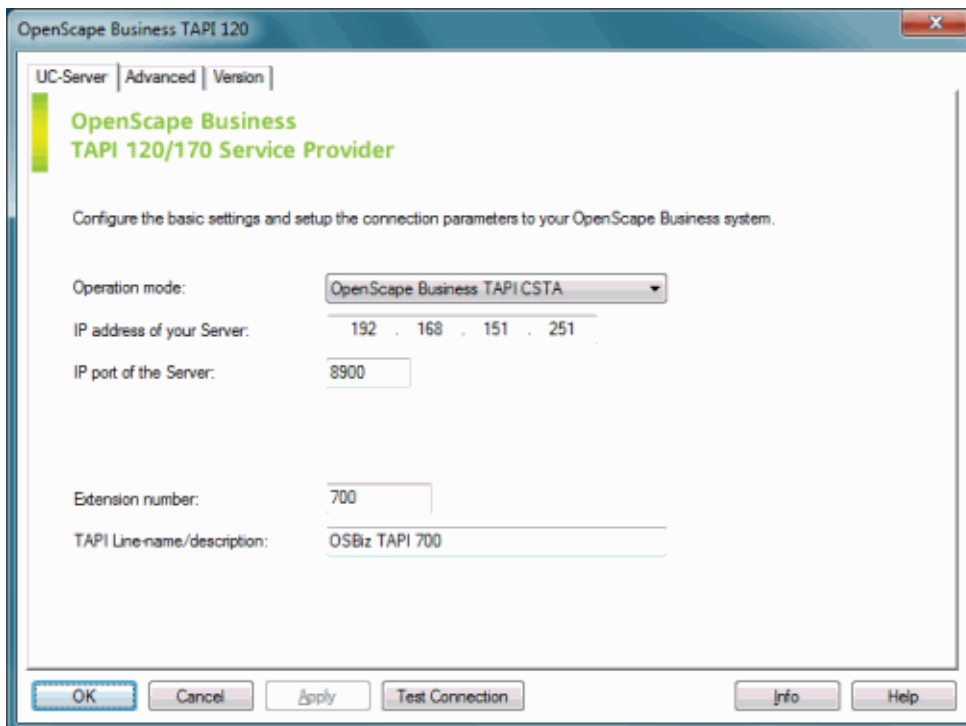 OpenScape Business TAPI 120
UC-Server Advanced Version
OpenScape Business
TAPI 120/170 Service Provider
Configure the basic settings and setup the connection parameters to your OpenScape Business system.
Operation mode: OpenScape Business TAPI CSTA
IP address of your Server: 192 . 168 . 151 . 251
IP port of the Server: 8900
Extension number: 700
TAPI Line-name/description: OSBiz TAPI 700
OK Cancel Apply Test Connection Info Help